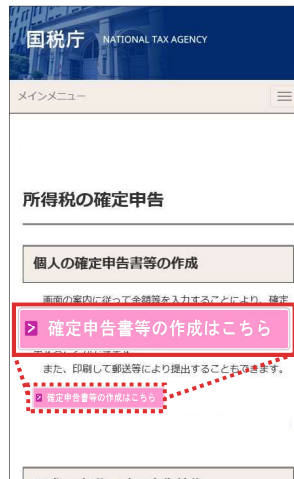 国税庁 NATIONAL TAX AGENCY
メインメニュー
所得税の確定申告
個人の確定申告書等の作成
画面の案内に従って金額等を入力することにより、確定
確定申告書等の作成はこちら
また、印刷して郵送等により提出することもできます。
確定申告書等の作成はこちら